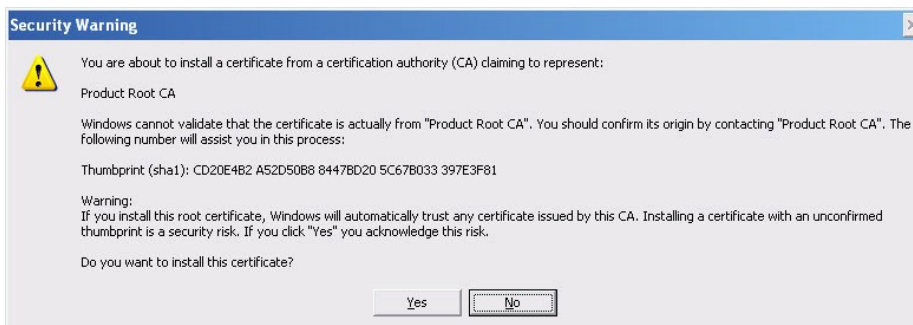 Security Warning
You are about to install a certificate from a certification authority (CA) claiming to represent:
Product Root CA
Windows cannot validate that the certificate is actually from "Product Root CA". You should confirm its origin by contacting "Product Root CA". The
following number will assist you in this process:
Thumbprint (sha1): CD20E4B2 A52D50B8 8447BD20 5C67B033 397E3F81
Warning:
If you install this root certificate, Windows will automatically trust any certificate issued by this CA. Installing a certificate with an unconfirmed
thumbprint is a security risk. If you click "Yes" you acknowledge this risk.
Do you want to install this certificate?
Yes No